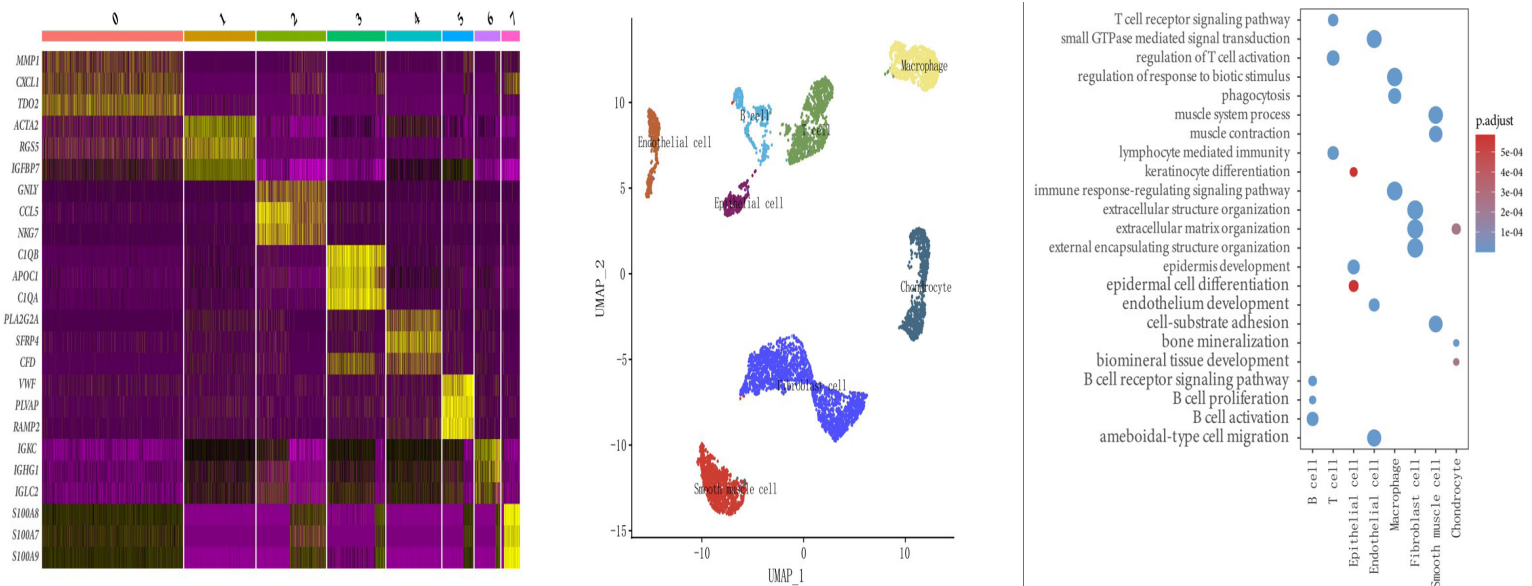 0 1 2 3 4 5 6 7
MMP1
CXCL1
TDO2
ACTA2
RGS5
IGFBP7
GNLY
CCL5
NKG7
C1QB
APOC1
C1QA
PLA2G2A
SFRP4
CFD
VWF
PLVAP
RAMP2
IGKC
IGHG1
IGLC2
S100A8
S100A7
S100A9
UMAP_2
10
5
0
-5
-10
-15
Macrophage
B cell
T cell
Endothelial cell
Epithelial cell
Chondrocyte
Fibroblast cell
Smooth muscle cell
-10 0 10
UMAP_1
T cell receptor signaling pathway
small GTPase mediated signal transduction
regulation of T cell activation
regulation of response to biotic stimulus
phagocytosis
muscle system process
muscle contraction
lymphocyte mediated immunity
keratinocyte differentiation
immune response-regulating signaling pathway
extracellular structure organization
extracellular matrix organization
external encapsulating structure organization
epidermis development
epidermal cell differentiation
endothelium development
cell-substrate adhesion
bone mineralization
biomineral tissue development
B cell receptor signaling pathway
B cell proliferation
B cell activation
ameboidal-type cell migration
B cell
T cell
Epithelial cell
Endothelial cell
Macrophage
Fibroblast cell
Smooth muscle cell
Chondrocyte
p.adjust
5e-04
4e-04
3e-04
2e-04
1e-04